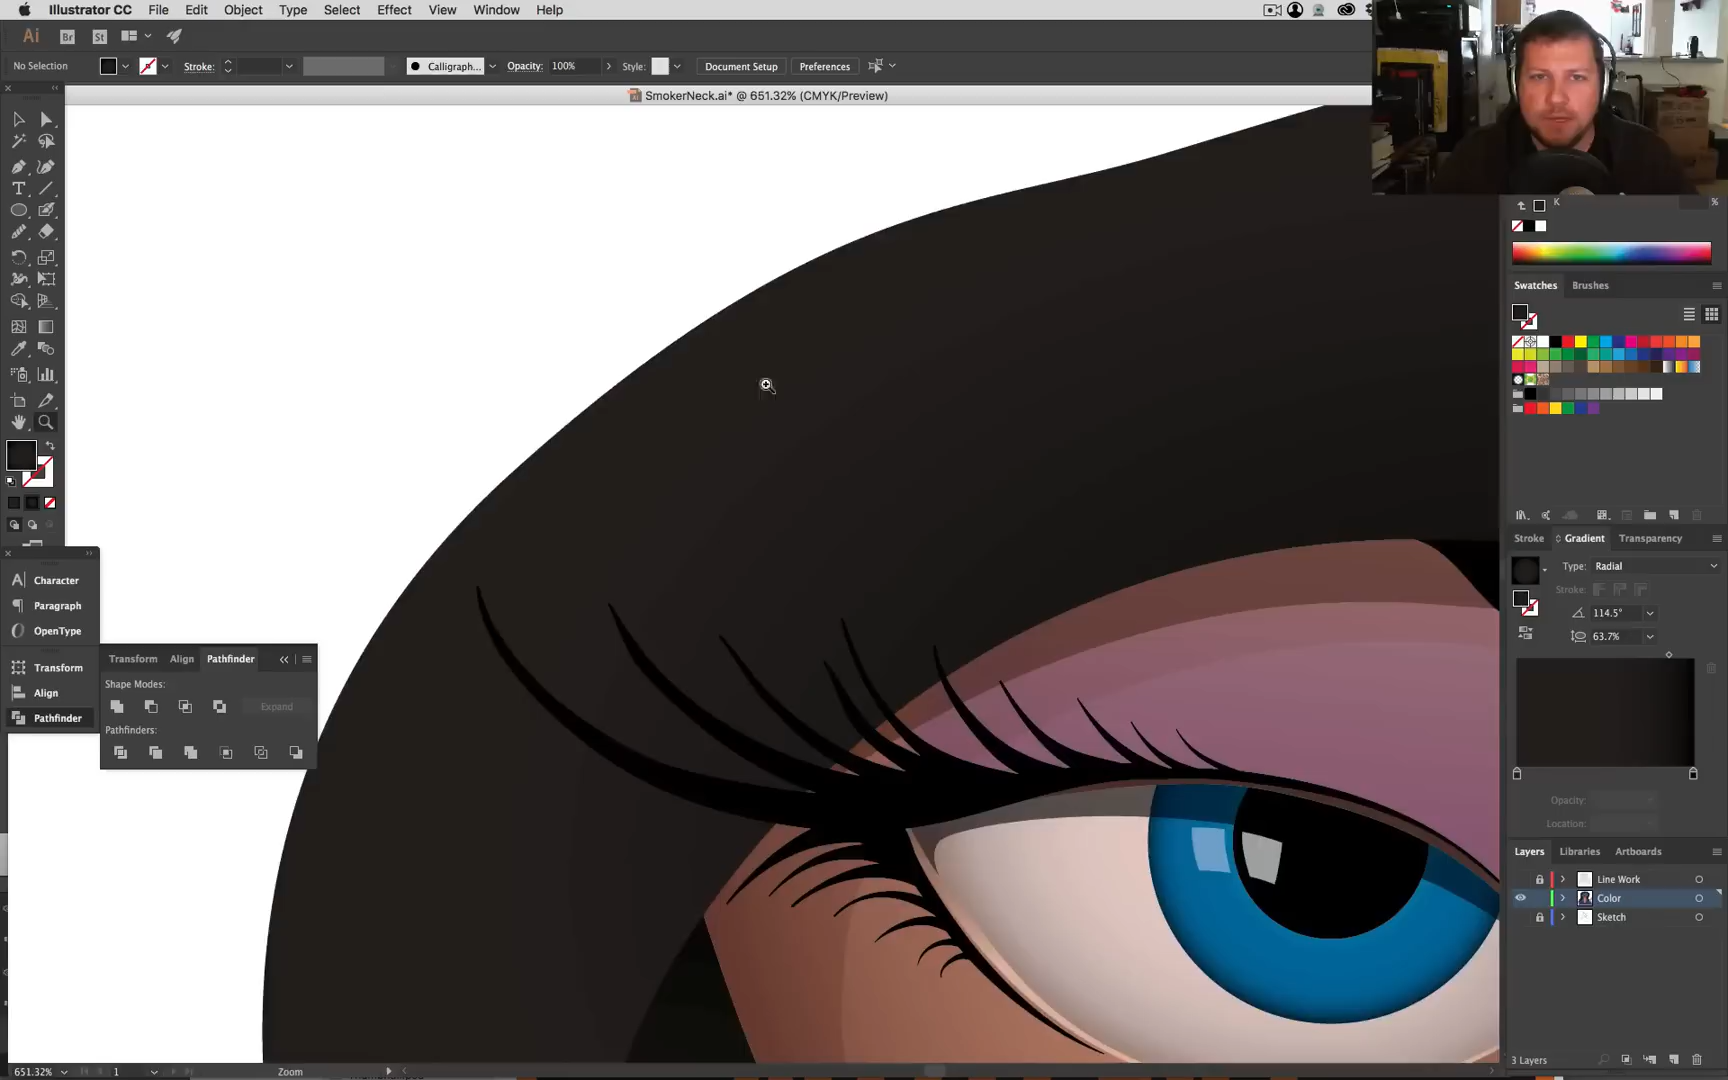 Illustrator CC File Edit Object Type Select Effect View Window Help
Ai Br St
No Selection Stroke: Calligraph... Opacity: 100% Style: Document Setup Preferences
SmokerNeck.ai* @ 651.32% (CMYK/Preview)
K %
Swatches Brushes
Stroke Gradient Transparency
Type: Radial
Stroke:
114.5°
63.7%
Opacity:
Location:
Character
Paragraph
OpenType
Transform
Align
Pathfinder
Transform Align Pathfinder
Shape Modes:
Expand
Pathfinders:
Layers Libraries Artboards
Line Work
Color
Sketch
3 Layers
651.32% 1 Zoom